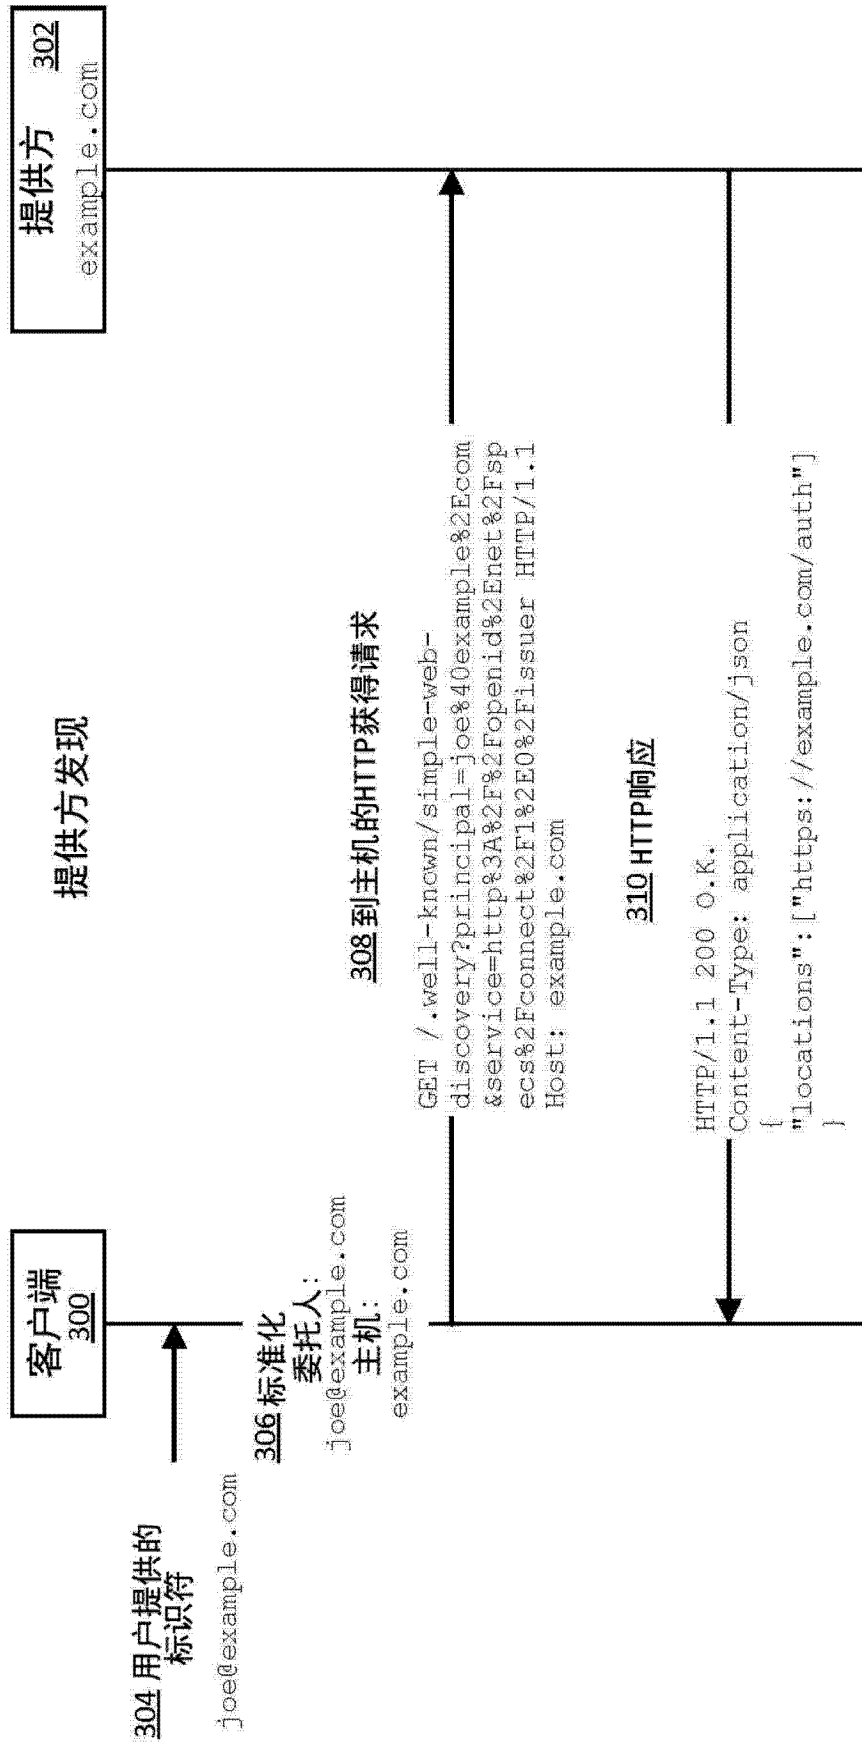 提供方发现
客户端
300
提供方 302
example.com
304 用户提供的
标识符
joe@example.com
306 标准化
委托人:
joe@example.com
主机:
example.com
308 到主机的HTTP获得请求
GET /.well-known/simple-web-
discovery?principal=joe%40example%2Ecom
&service=http%3A%2F%2Fopenid%2Enet%2Fsp
ecs%2Fconnect%2F1%2E0%2Fissuer HTTP/1.1
Host: example.com
310 HTTP响应
HTTP/1.1 200 O.K.
Content-Type: application/json
{
"locations":["https://example.com/auth"]
}